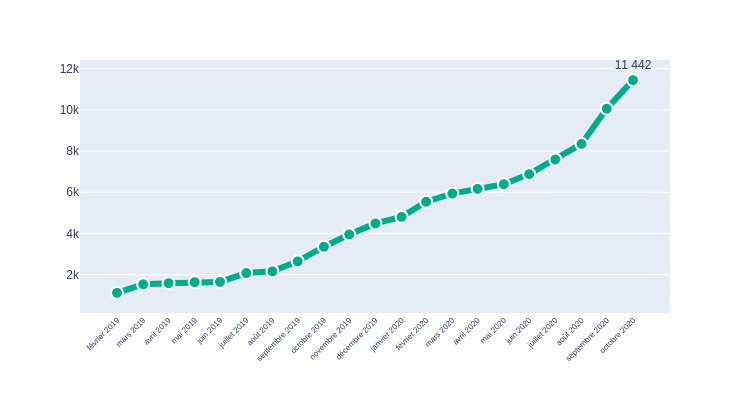 11 442
12k
10k
8k
6k
4k
2k
février 2019
mars 2019
avril 2019
mai 2019
juin 2019
juillet 2019
août 2019
septembre 2019
octobre 2019
novembre 2019
décembre 2019
janvier 2020
février 2020
mars 2020
avril 2020
mai 2020
juin 2020
juillet 2020
août 2020
septembre 2020
octobre 2020